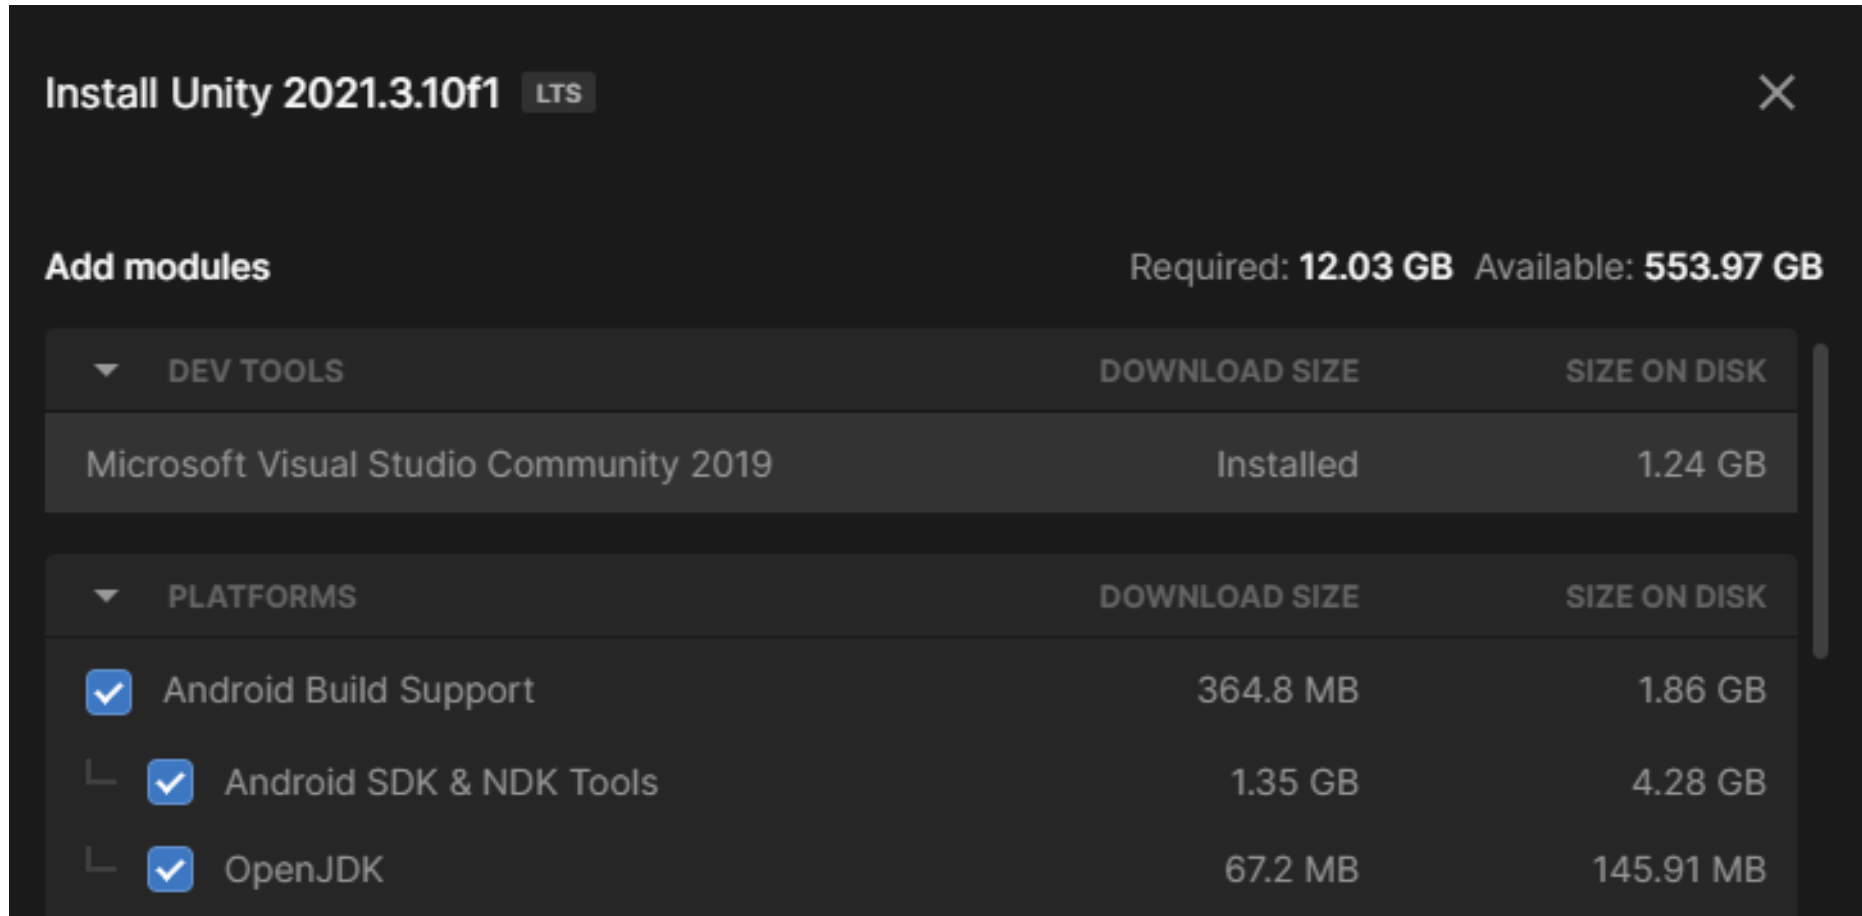 Install Unity 2021.3.10f1 LTS
Add modules Required: 12.03 GB Available: 553.97 GB
DEV TOOLS DOWNLOAD SIZE SIZE ON DISK
Microsoft Visual Studio Community 2019 Installed 1.24 GB
PLATFORMS DOWNLOAD SIZE SIZE ON DISK
Android Build Support 364.8 MB 1.86 GB
Android SDK & NDK Tools 1.35 GB 4.28 GB
OpenJDK 67.2 MB 145.91 MB